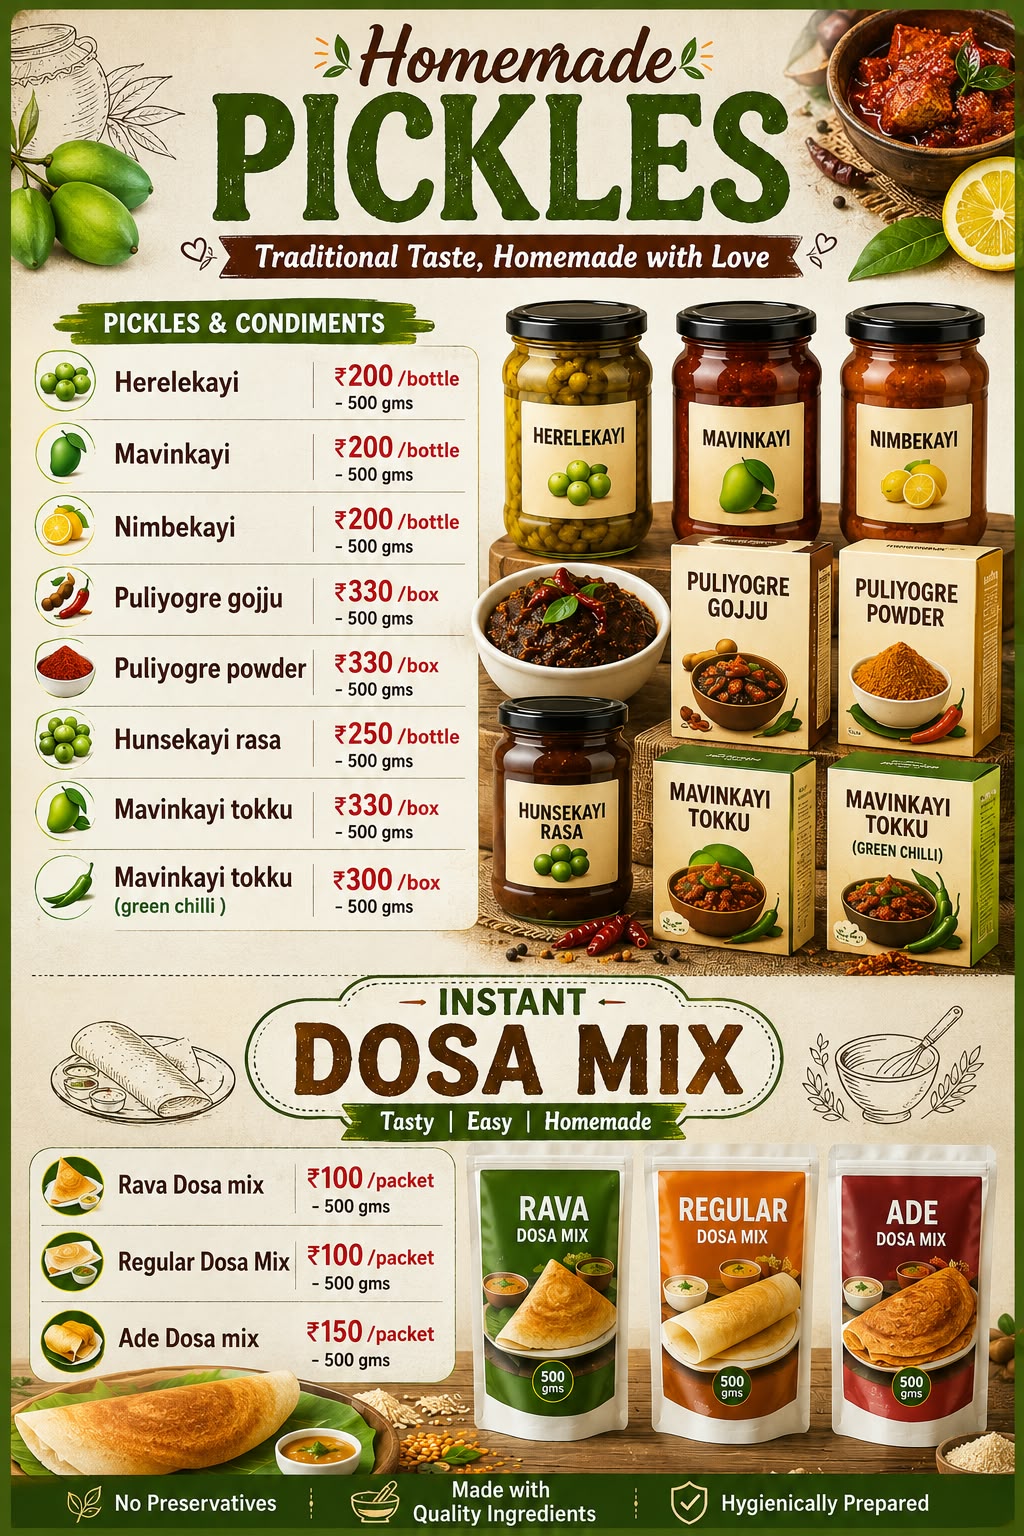 Homemade
PICKLES
Traditional Taste, Homemade with Love
PICKLES & CONDIMENTS
Herelekayi
₹200 /bottle
- 500 gms
Mavinkayi
₹200 /bottle
- 500 gms
Nimbekayi
₹200 /bottle
- 500 gms
Puliyogre gojju
₹330 /box
- 500 gms
Puliyogre powder
₹330 /box
- 500 gms
Hunsekayi rasa
₹250 /bottle
- 500 gms
Mavinkayi tokku
₹330 /box
- 500 gms
Mavinkayi tokku
(green chilli )
₹300 /box
- 500 gms
HERELEKAYI
MAVINKAYI
NIMBEKAYI
PULIYOGRE
GOJJU
PULIYOGRE
POWDER
HUNSEKAYI
RASA
MAVINKAYI
TOKKU
MAVINKAYI
TOKKU
(GREEN CHILLI)
INSTANT
DOSA MIX
Tasty | Easy | Homemade
Rava Dosa mix
₹100 /packet
- 500 gms
Regular Dosa Mix
₹100 /packet
- 500 gms
Ade Dosa mix
₹150 /packet
- 500 gms
RAVA
DOSA MIX
500
gms
REGULAR
DOSA MIX
500
gms
ADE
DOSA MIX
500
gms
No Preservatives
Made with
Quality Ingredients
Hygienically Prepared